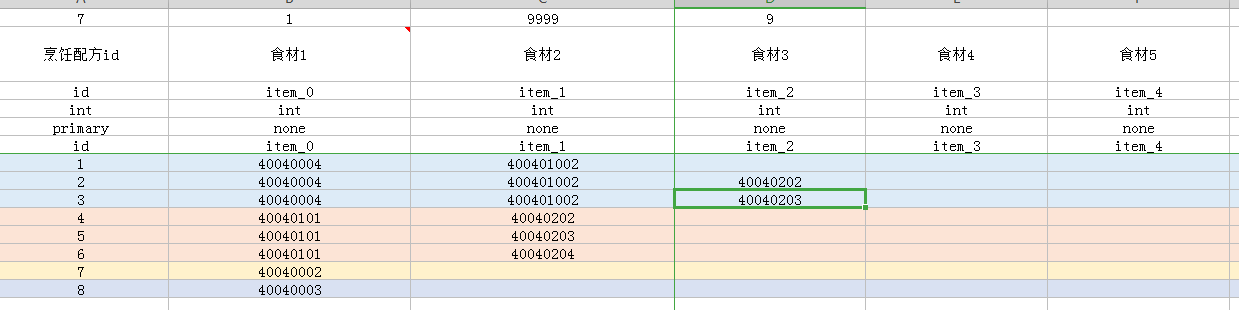 7 1 9999 9
烹饪配方id 食材1 食材2 食材3 食材4 食材5
id item_0 item_1 item_2 item_3 item_4
int int int int int int
primary none none none none none
id item_0 item_1 item_2 item_3 item_4
1 40040004 400401002
2 40040004 400401002 40040202
3 40040004 400401002 40040203
4 40040101 40040202
5 40040101 40040203
6 40040101 40040204
7 40040002
8 40040003